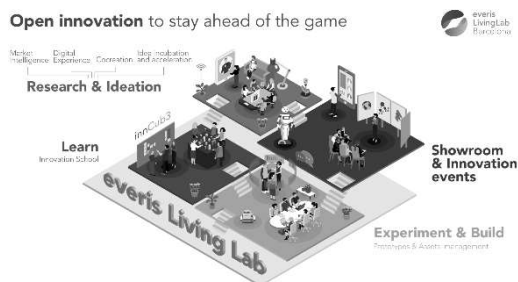 Open innovation to stay ahead of the game
everis
LivingLab
Barcelona
Market
Intelligence
Digital
Experience
Cocreation
Idea incubation
and acceleration
Research & Ideation
innCub3
Learn
Innovation School
Showroom
& Innovation
events
everis Living Lab
Experiment & Build
Prototypes & Assets management